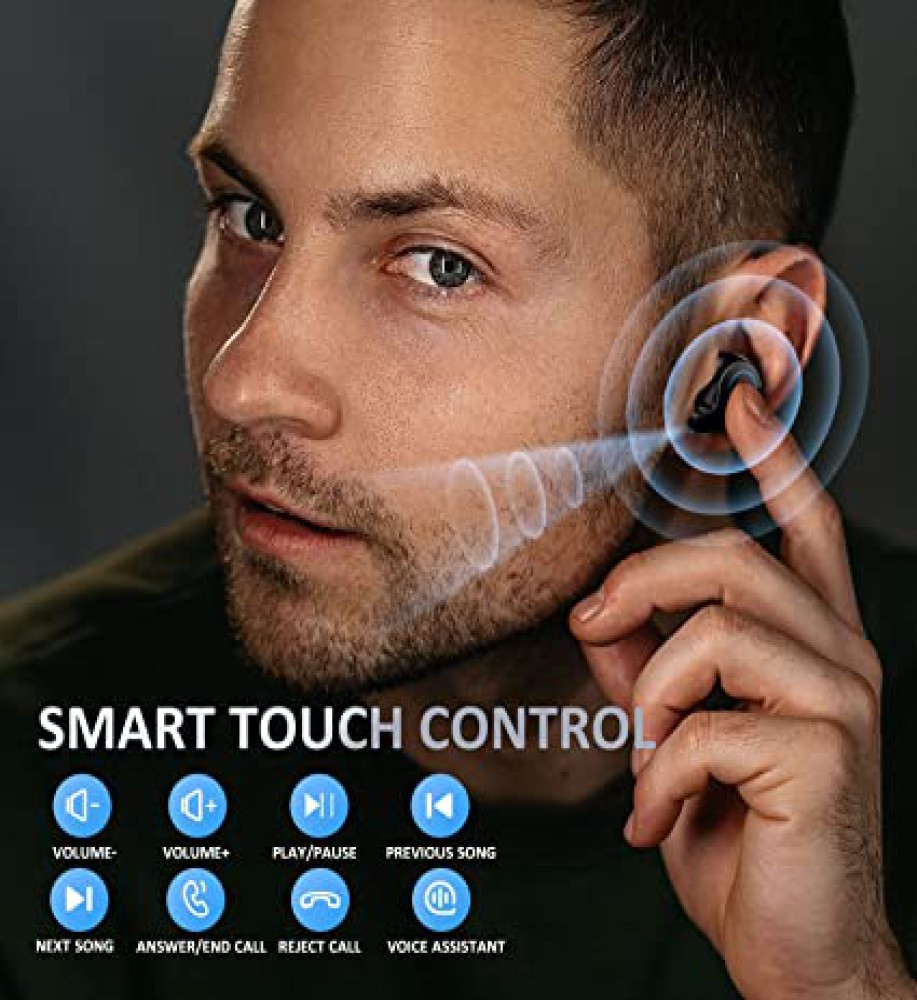 SMART TOUCH CONTROL
VOLUME- VOLUME+ PLAY/PAUSE PREVIOUS SONG
NEXT SONG ANSWER/END CALL REJECT CALL VOICE ASSISTANT